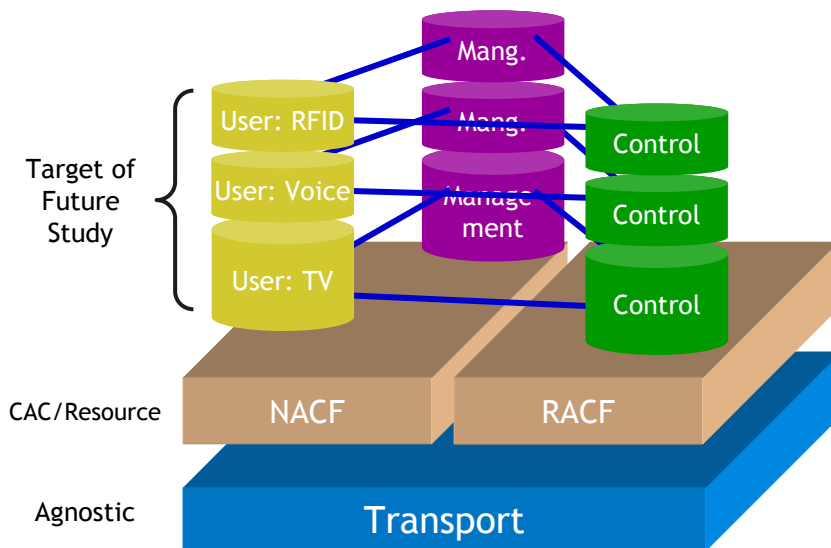 Mang.
User: RFID
Mang.
Control
Target of
Future
Study
User: Voice
Manage
ment
Control
User: TV
Control
CAC/Resource
NACF
RACF
Agnostic
Transport